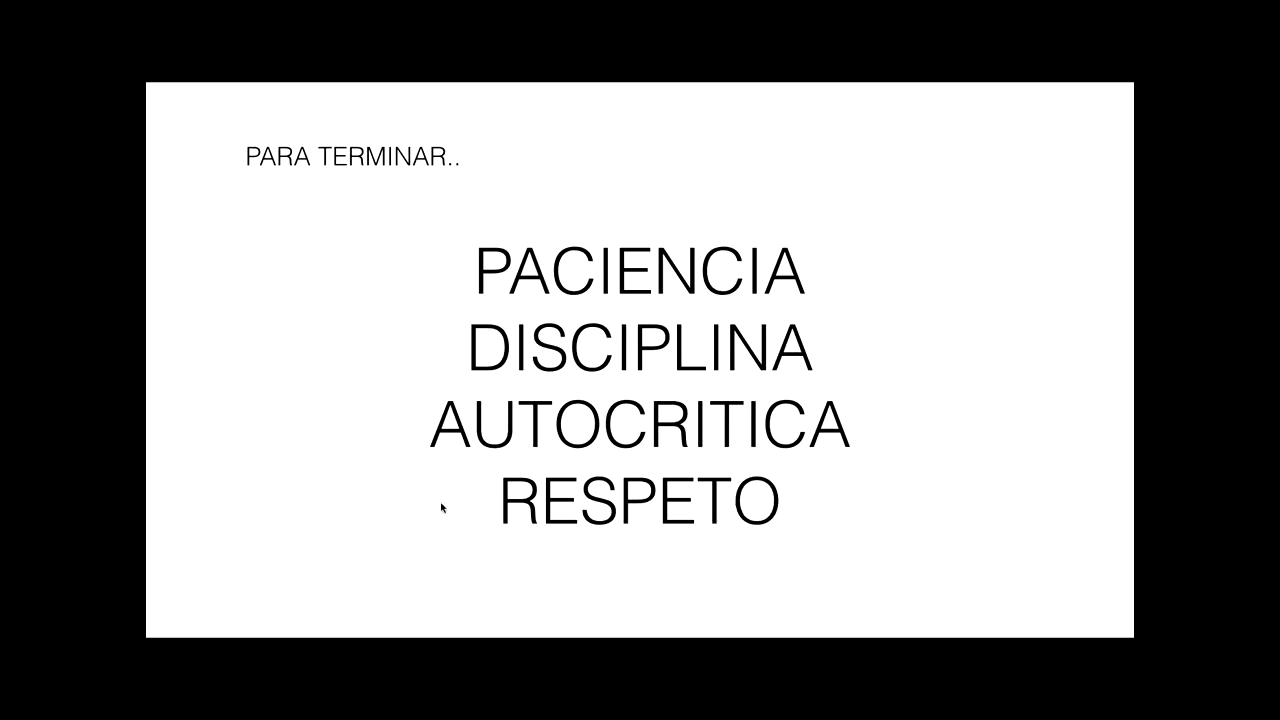 PARA TERMINAR..
PACIENCIA
DISCIPLINA
AUTOCRITICA
RESPETO